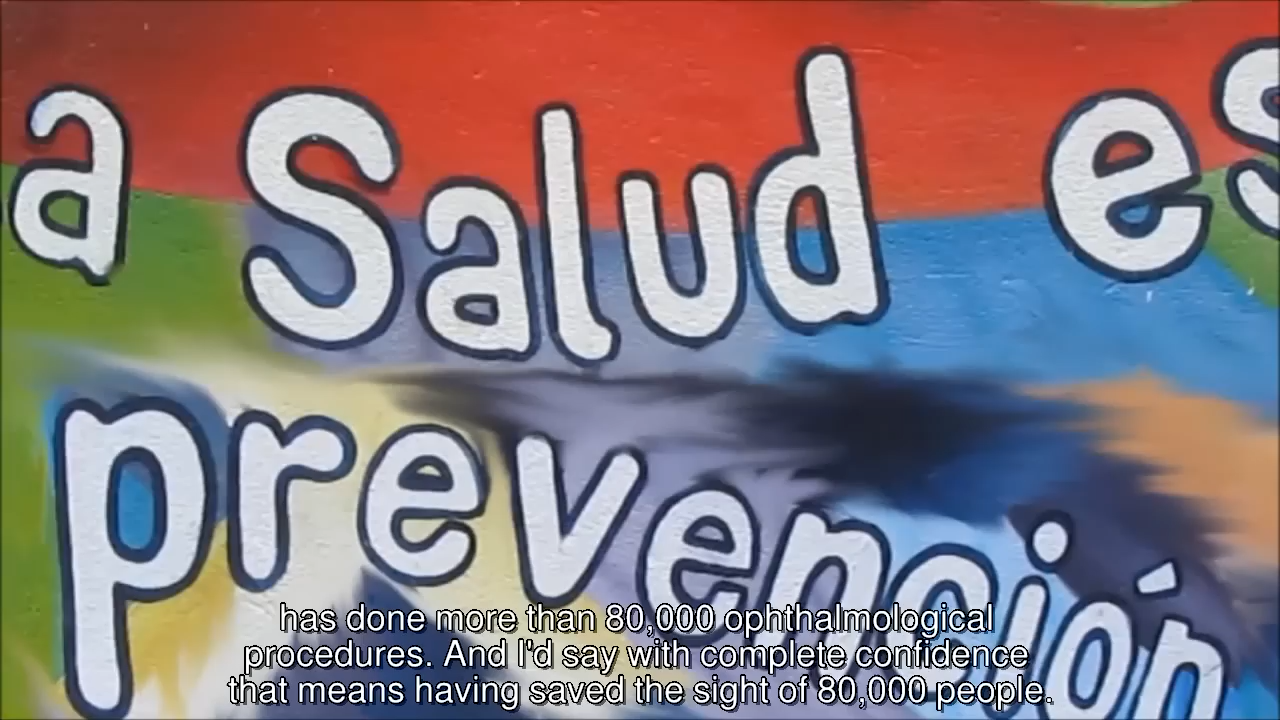 a Salud es
prevención
has done more than 80,000 ophthalmological
procedures. And I'd say with complete confidence
that means having saved the sight of 80,000 people.